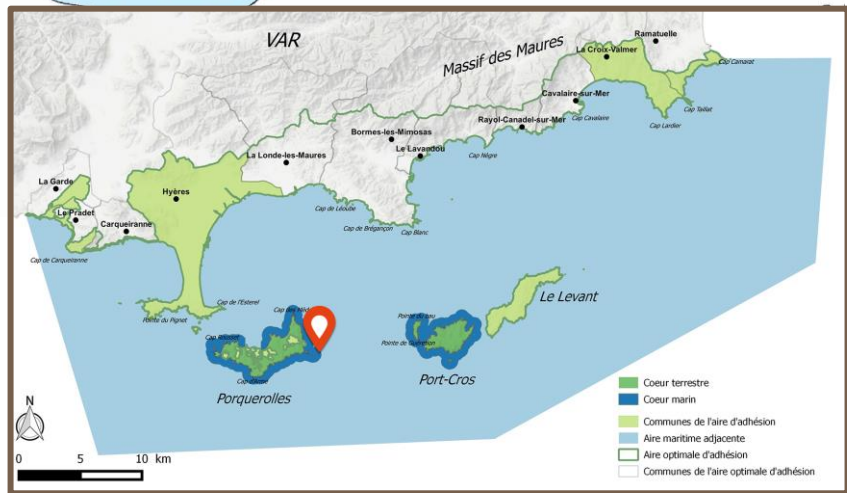 VAR
Massif des Maures
Ramatuelle
La Croix-Valmer
Cap Camarat
Cavalaire-sur-Mer
Cap Taillat
Cap Cavalaire
Cap Lardier
Rayol-Canadel-sur-Mer
Bormes-les-Mimosas
Le Lavandou
Cap Nègre
La Londe-les-Maures
La Garde
Hyères
Le Pradet
Carqueiranne
Cap de Léoube
Cap de Brégançon
Cap Blanc
Cap de Carqueiranne
Cap de l'Esterel
Pointe du Pignet
Le Levant
Port-Cros
Porquerolles
N
0 5 10 km
Coeur terrestre
Coeur marin
Communes de l'aire d'adhésion
Aire maritime adjacente
Aire optimale d'adhésion
Communes de l'aire optimale d'adhésion